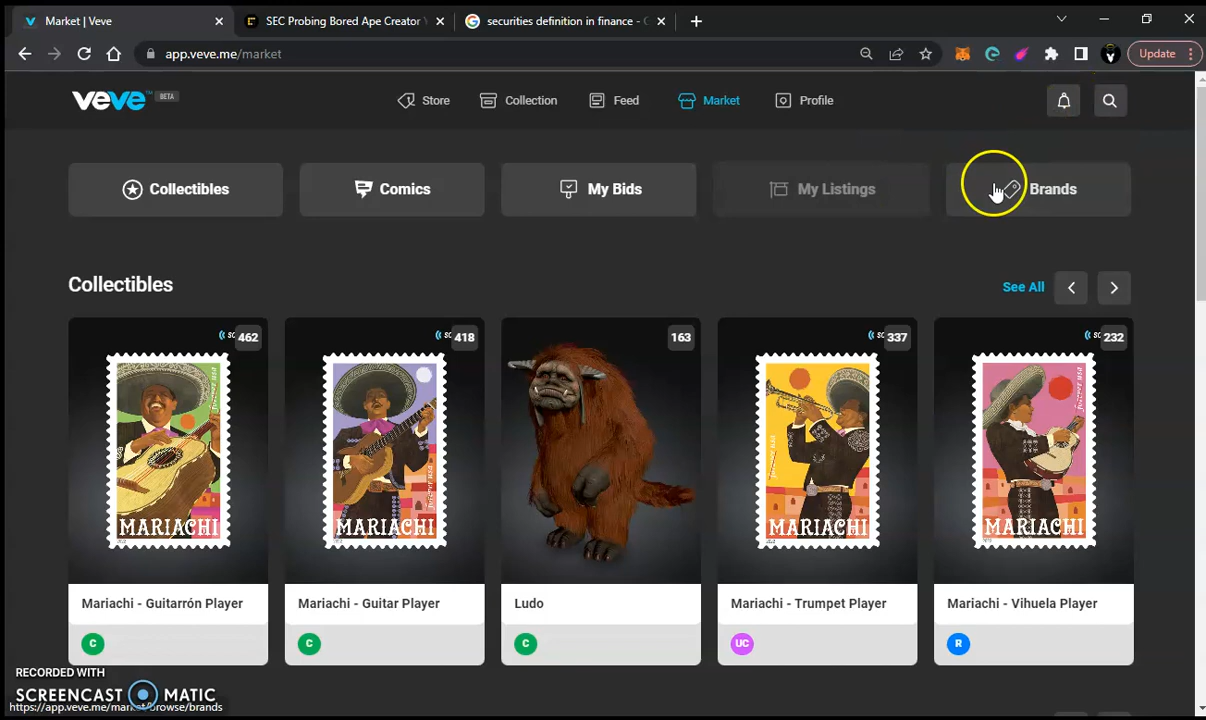 Market | Veve
SEC Probing Bored Ape Creator
securities definition in finance -
app.veve.me/market
Update
veve BETA
Store
Collection
Feed
Market
Profile
Collectibles
Comics
My Bids
My Listings
Brands
Collectibles
See All
462
418
163
337
232
MARIACHI
MARIACHI
MARIACHI
MARIACHI
Mariachi - Guitarrón Player
Mariachi - Guitar Player
Ludo
Mariachi - Trumpet Player
Mariachi - Vihuela Player
C
C
C
UC
R
RECORDED WITH
SCREENCAST MATIC
https://app.veve.me/market/browse/brands